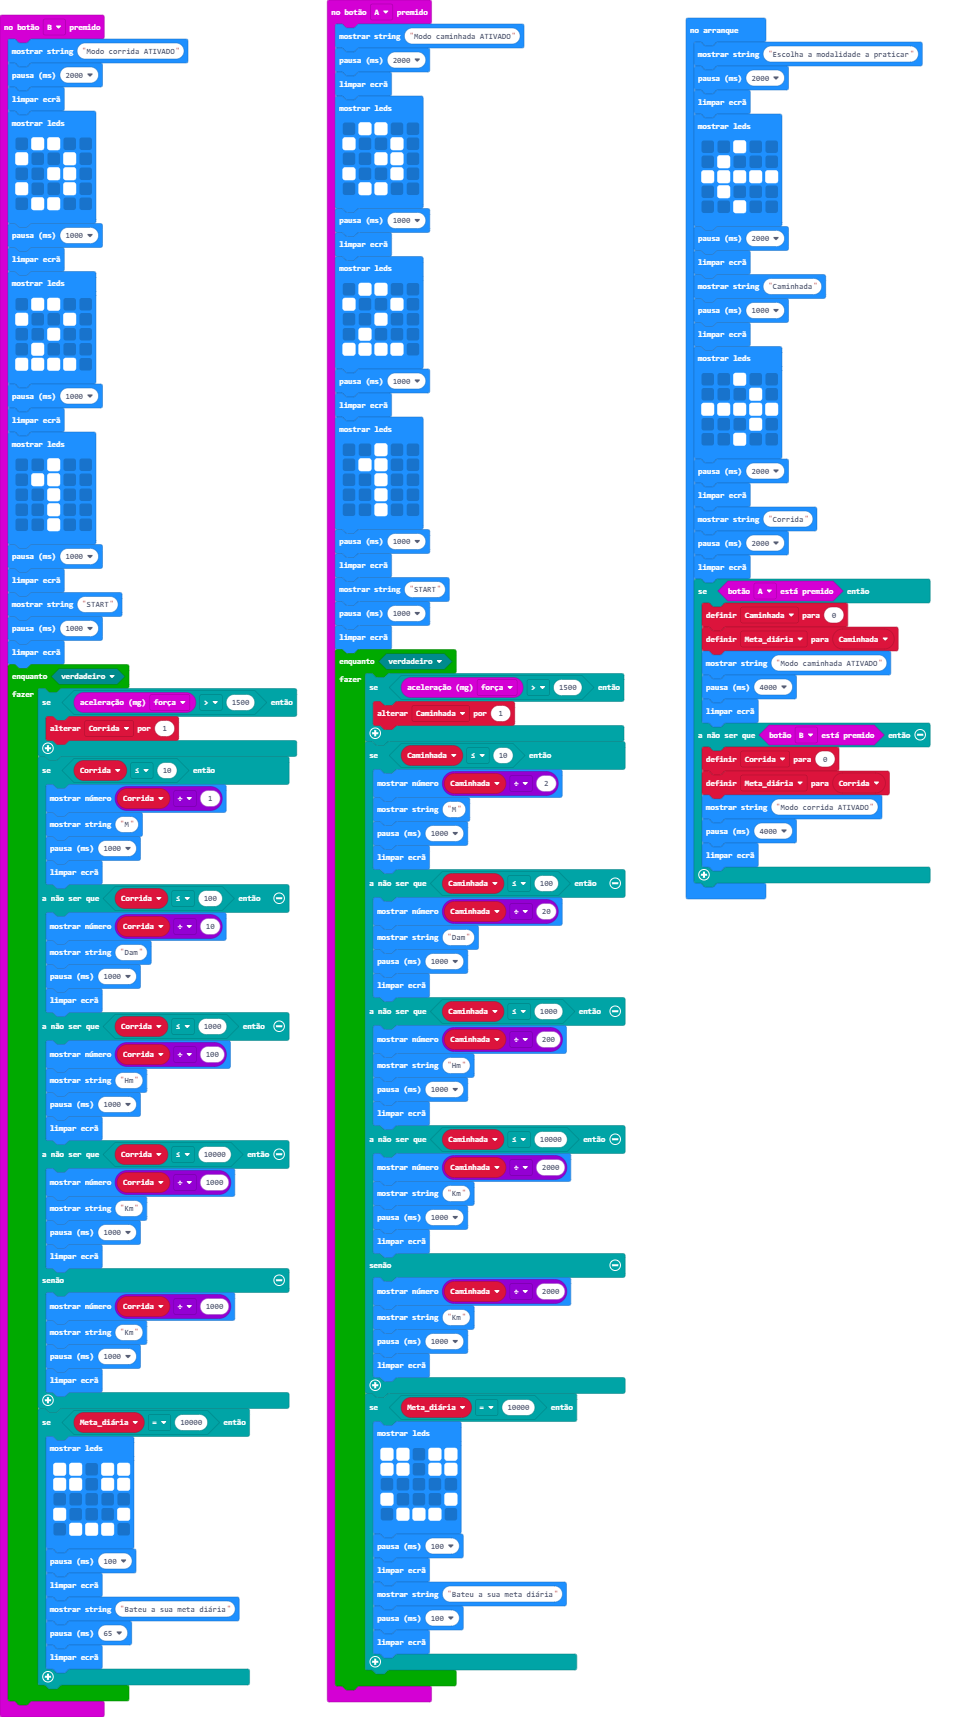 no botão B premido
mostrar string "Modo corrida ATIVADO"
pausa (ms) 2000
limpar ecrã
mostrar leds
pausa (ms) 1000
limpar ecrã
mostrar leds
pausa (ms) 1000
limpar ecrã
mostrar leds
pausa (ms) 1000
limpar ecrã
mostrar string "START"
pausa (ms) 1000
limpar ecrã
enquanto verdadeiro
fazer
se aceleração (mg) força > 1500 então
alterar Corrida por 1
se Corrida ≤ 10 então
mostrar número Corrida ÷ 1
mostrar string "M"
pausa (ms) 1000
limpar ecrã
a não ser que Corrida ≤ 100 então
mostrar número Corrida ÷ 10
mostrar string "Dam"
pausa (ms) 1000
limpar ecrã
a não ser que Corrida ≤ 1000 então
mostrar número Corrida ÷ 100
mostrar string "Hm"
pausa (ms) 1000
limpar ecrã
a não ser que Corrida ≤ 10000 então
mostrar número Corrida ÷ 1000
mostrar string "Km"
pausa (ms) 1000
limpar ecrã
senão
mostrar número Corrida ÷ 1000
mostrar string "Km"
pausa (ms) 1000
limpar ecrã
se Meta_diária = 10000 então
mostrar leds
pausa (ms) 100
limpar ecrã
mostrar string "Bateu a sua meta diária"
pausa (ms) 65
limpar ecrã
no botão A premido
mostrar string "Modo caminhada ATIVADO"
pausa (ms) 2000
limpar ecrã
mostrar leds
pausa (ms) 1000
limpar ecrã
mostrar leds
pausa (ms) 1000
limpar ecrã
mostrar leds
pausa (ms) 1000
limpar ecrã
mostrar string "START"
pausa (ms) 1000
limpar ecrã
enquanto verdadeiro
fazer
se aceleração (mg) força > 1500 então
alterar Caminhada por 1
se Caminhada ≤ 10 então
mostrar número Caminhada ÷ 2
mostrar string "M"
pausa (ms) 1000
limpar ecrã
a não ser que Caminhada ≤ 100 então
mostrar número Caminhada ÷ 20
mostrar string "Dam"
pausa (ms) 1000
limpar ecrã
a não ser que Caminhada ≤ 1000 então
mostrar número Caminhada ÷ 200
mostrar string "Hm"
pausa (ms) 1000
limpar ecrã
a não ser que Caminhada ≤ 10000 então
mostrar número Caminhada ÷ 2000
mostrar string "Km"
pausa (ms) 1000
limpar ecrã
senão
mostrar número Caminhada ÷ 2000
mostrar string "Km"
pausa (ms) 1000
limpar ecrã
se Meta_diária = 10000 então
mostrar leds
pausa (ms) 100
limpar ecrã
mostrar string "Bateu a sua meta diária"
pausa (ms) 100
limpar ecrã
no arranque
mostrar string "Escolha a modalidade a praticar"
pausa (ms) 2000
limpar ecrã
mostrar leds
pausa (ms) 2000
limpar ecrã
mostrar string "Caminhada"
pausa (ms) 1000
limpar ecrã
mostrar leds
pausa (ms) 2000
limpar ecrã
mostrar string "Corrida"
pausa (ms) 2000
limpar ecrã
se botão A está premido então
definir Caminhada para 0
definir Meta_diária para Caminhada
mostrar string "Modo caminhada ATIVADO"
pausa (ms) 4000
limpar ecrã
a não ser que botão B está premido então
definir Corrida para 0
definir Meta_diária para Corrida
mostrar string "Modo corrida ATIVADO"
pausa (ms) 4000
limpar ecrã